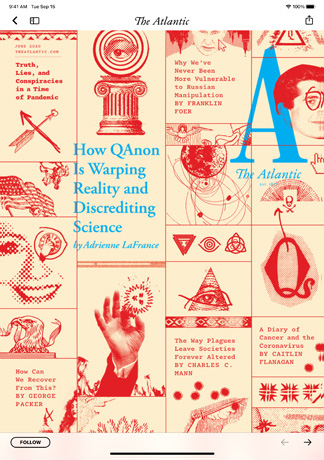 9:41 AM Tue Sep 15
100%
The Atlantic
JUNE 2020
THEATLANTIC.COM
Truth,
Lies, and
Conspiracies
in a Time
of Pandemic
How QAnon
Is Warping
Reality and
Discrediting
Science
by Adrienne LaFrance
Why We've
Never Been
More Vulnerable
to Russian
Manipulation
BY FRANKLIN
FOER
A
The Atlantic
How Can
We Recover
From This?
BY GEORGE
PACKER
The Way Plagues
Leave Societies
Forever Altered
BY CHARLES C.
MANN
A Diary of
Cancer and the
Coronavirus
BY CAITLIN
FLANAGAN
FOLLOW